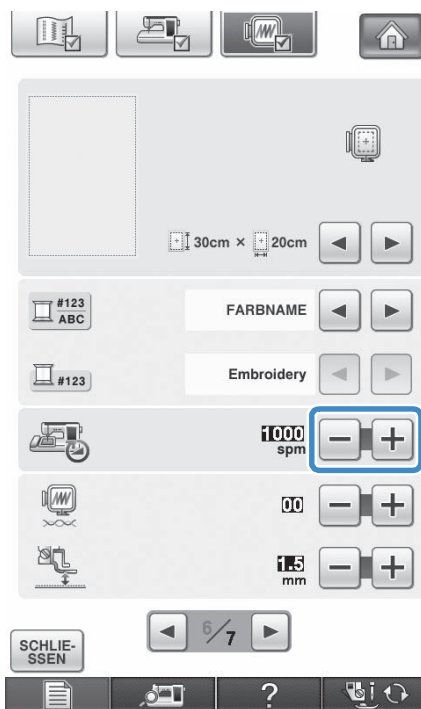 30cm × 20cm
#123
ABC
FARBNAME
#123
Embroidery
1000
spm
00
1.5
mm
6/7
SCHLIE-
SSEN
?